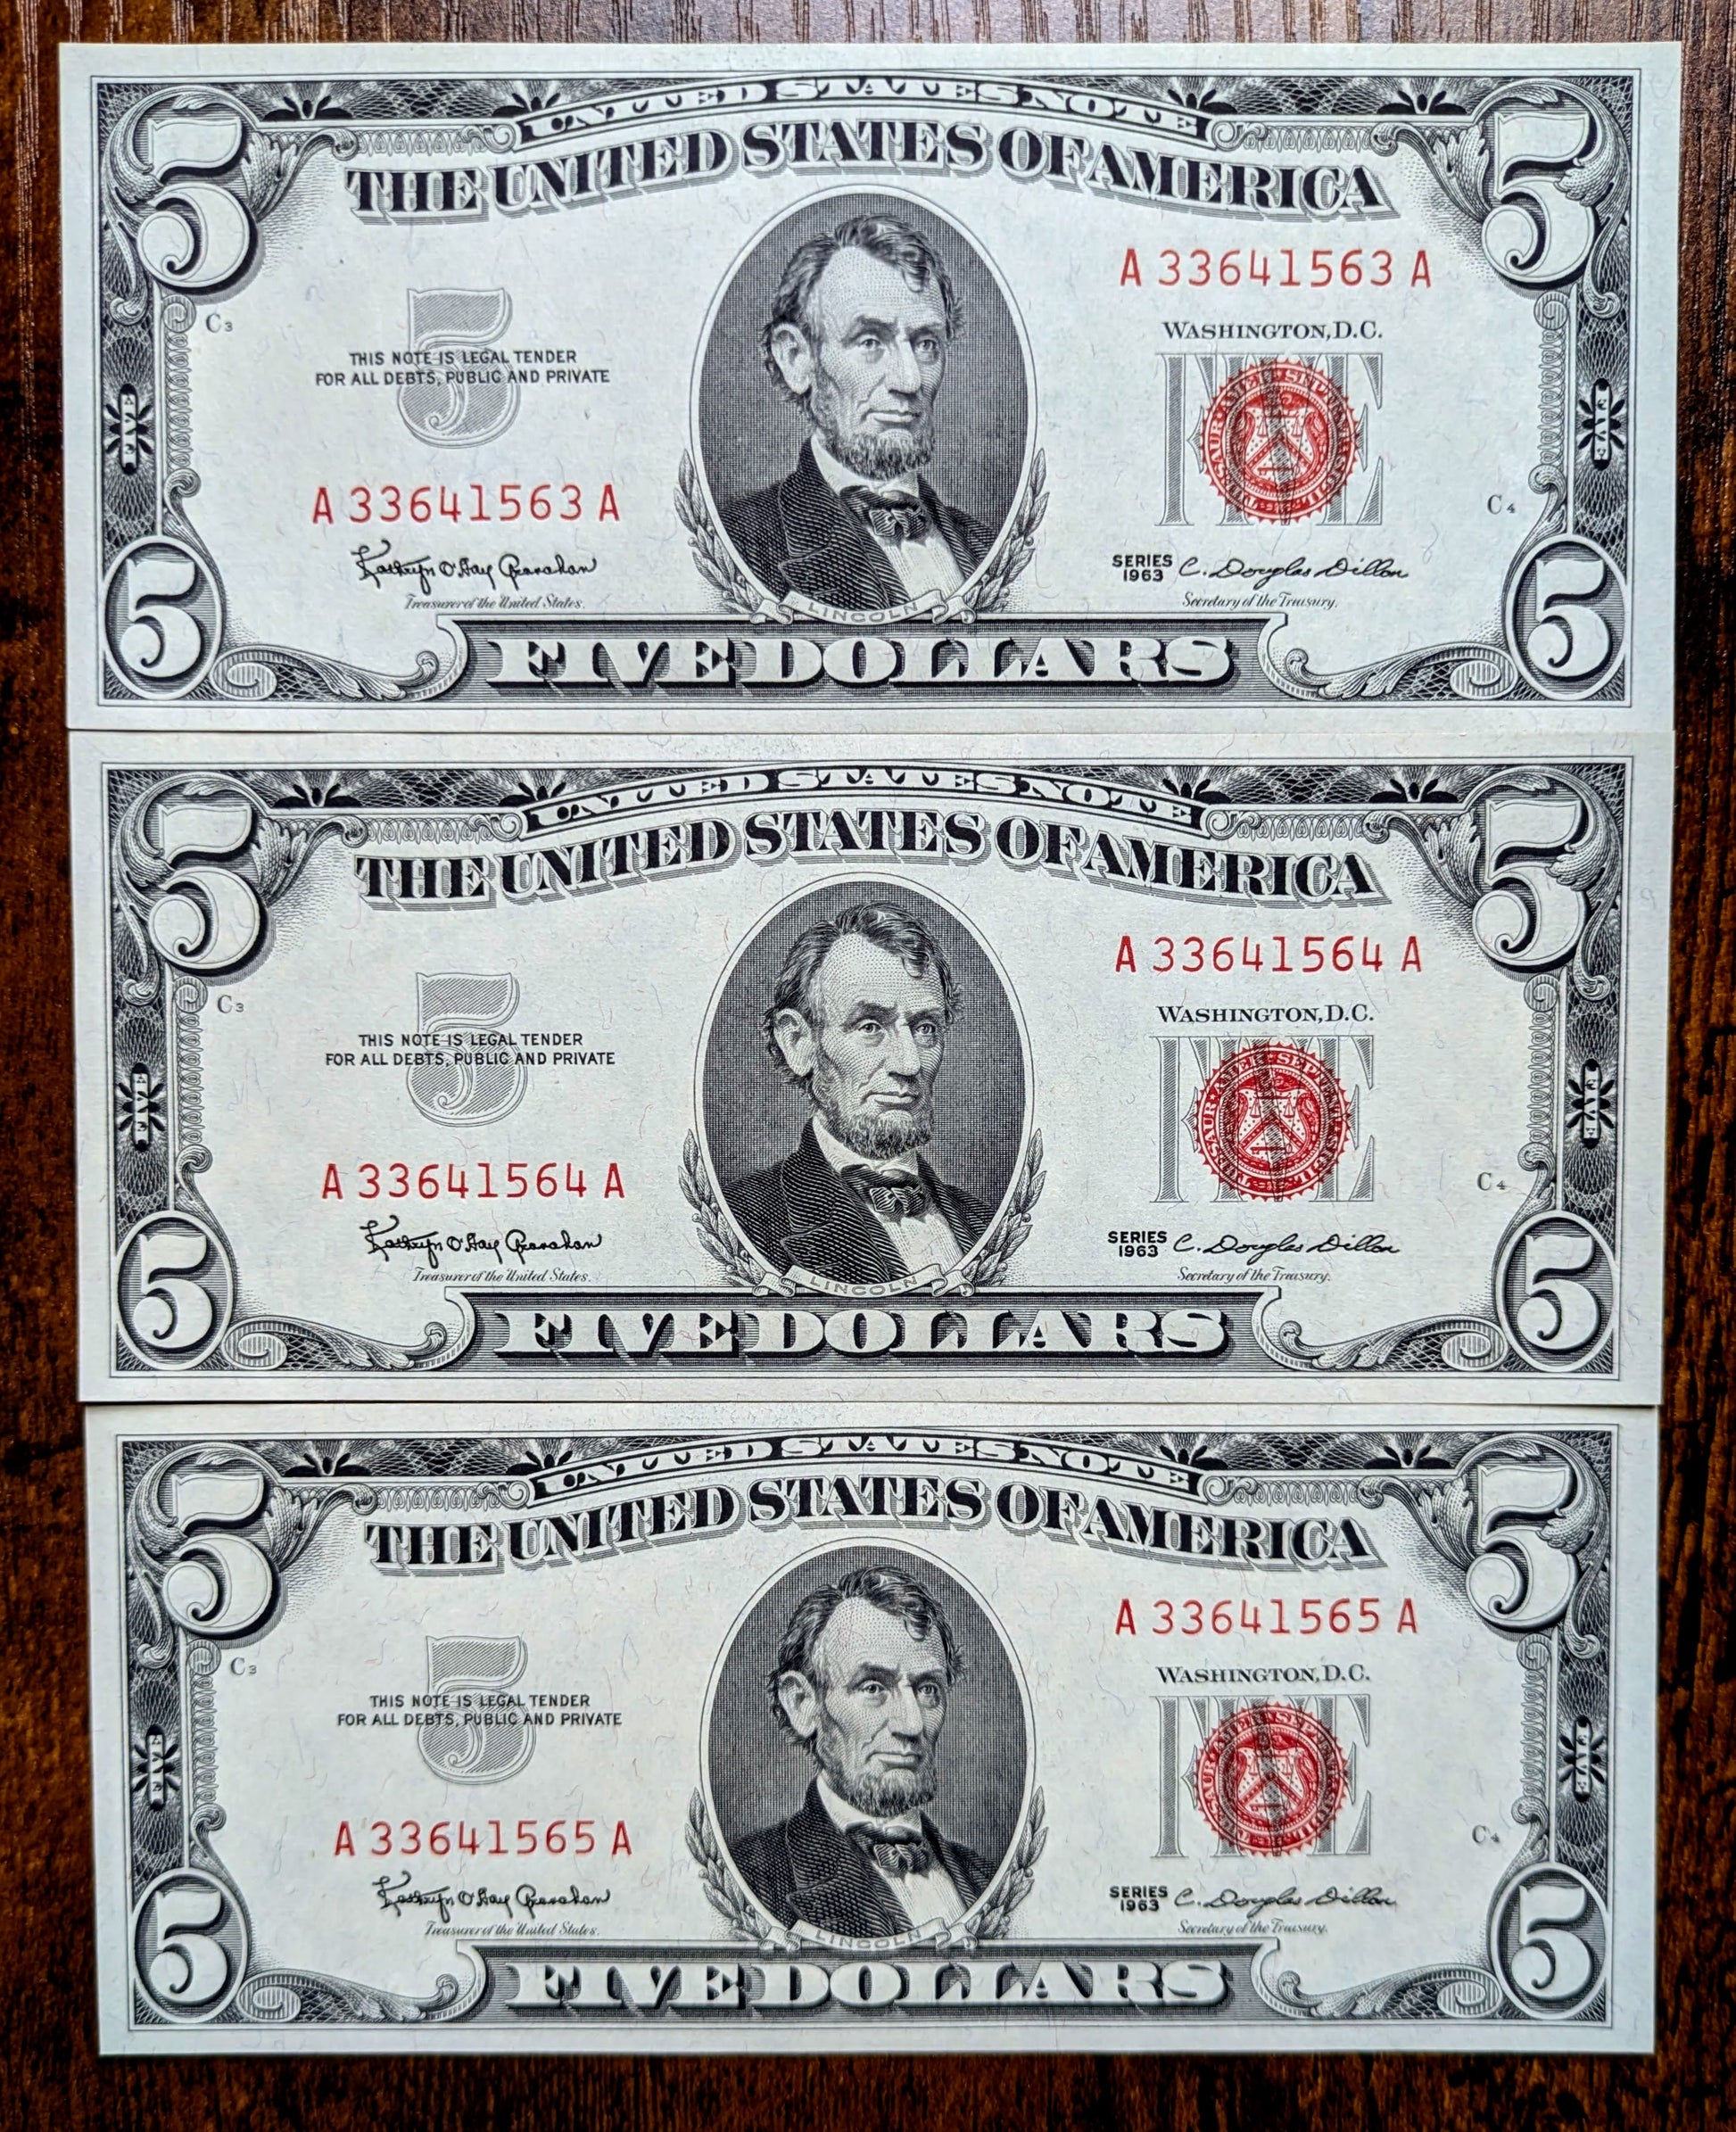 5 UNITED STATES NOTE 5
THE UNITED STATES OF AMERICA
A 33641563 A
C3
WASHINGTON, D.C.
5
THIS NOTE IS LEGAL TENDER
FOR ALL DEBTS, PUBLIC AND PRIVATE
FIVE
FIVE
A 33641563 A
C4
Kathryn O'Hay Granahan
Treasurer of the United States.
SERIES
1963
C. Douglas Dillon
Secretary of the Treasury.
LINCOLN
5 FIVE DOLLARS 5
5 UNITED STATES NOTE 5
THE UNITED STATES OF AMERICA
A 33641564 A
C3
WASHINGTON, D.C.
5
THIS NOTE IS LEGAL TENDER
FOR ALL DEBTS, PUBLIC AND PRIVATE
FIVE
FIVE
A 33641564 A
C4
Kathryn O'Hay Granahan
Treasurer of the United States.
SERIES
1963
C. Douglas Dillon
Secretary of the Treasury.
LINCOLN
5 FIVE DOLLARS 5
5 UNITED STATES NOTE 5
THE UNITED STATES OF AMERICA
A 33641565 A
C3
WASHINGTON, D.C.
5
THIS NOTE IS LEGAL TENDER
FOR ALL DEBTS, PUBLIC AND PRIVATE
FIVE
FIVE
A 33641565 A
C4
Kathryn O'Hay Granahan
Treasurer of the United States.
SERIES
1963
C. Douglas Dillon
Secretary of the Treasury.
LINCOLN
5 FIVE DOLLARS 5